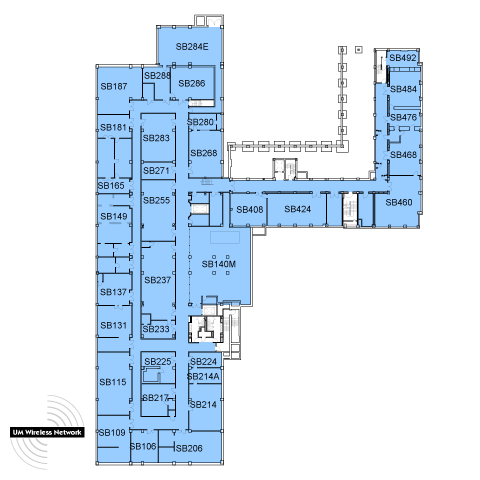 SB284E
SB492
SB288
SB286
SB187
SB484
SB476
SB280
SB181
SB283
SB268
SB468
SB271
SB165
SB255
SB460
SB408
SB424
SB149
SB140M
SB237
SB137
SB131
SB233
SB225
SB224
SB214A
SB115
SB217
SB214
UM Wireless Network
SB109
SB106
SB206